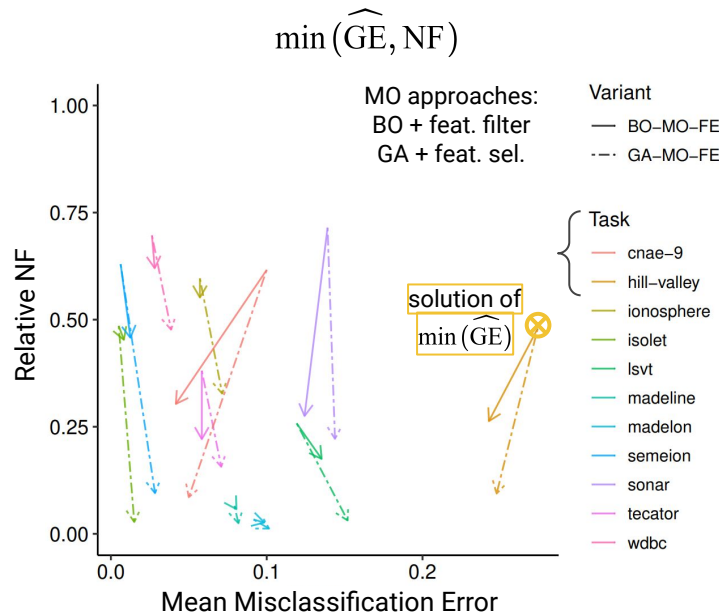 min (GE^, NF)
MO approaches:
BO + feat. filter
GA + feat. sel.
Variant
BO−MO−FE
GA−MO−FE
Task
cnae−9
hill−valley
ionosphere
isolet
lsvt
madeline
madelon
semeion
sonar
tecator
wdbc
solution of
min (GE^)
Relative NF
1.00
0.75
0.50
0.25
0.00
0.0
0.1
0.2
Mean Misclassification Error